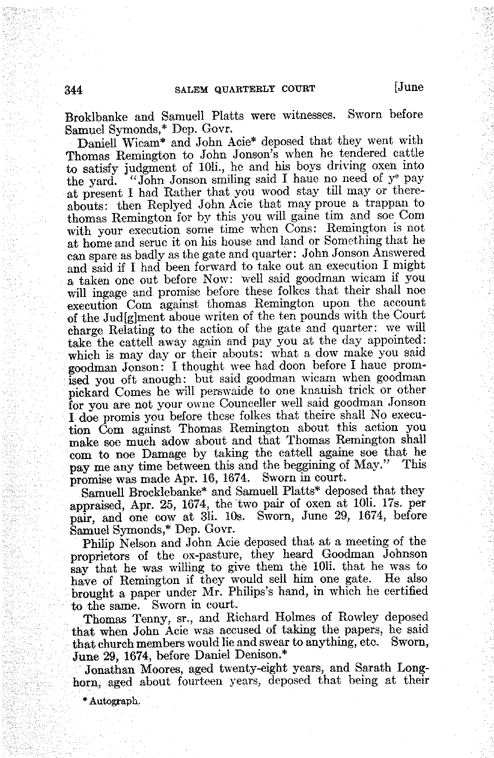 344 SALEM QUARTERLY COURT [June
Broklbanke and Samuell Platts were witnesses. Sworn before
Samuel Symonds,* Dep. Govr.
Daniell Wicam* and John Acie* deposed that they went with
Thomas Remington to John Jonson's when he tendered cattle
to satisfy judgment of 10li., he and his boys driving oxen into
the yard. "John Jonson smiling said I haue no need of yᵉ pay
at present I had Rather that you wood stay till may or there-
abouts: then Replyed John Acie that may proue a trappan to
thomas Remington for by this you will gaine tim and soe Com
with your execution some time when Cons: Remington is not
at home and serue it on his house and land or Something that he
can spare as badly as the gate and quarter: John Jonson Answered
and said if I had been forward to take out an execution I might
a taken one out before Now: well said goodman wicam if you
will ingage and promise before these folkes that their shall noe
execution Com against thomas Remington upon the account
of the Jud[g]ment aboue writen of the ten pounds with the Court
charge Relating to the action of the gate and quarter: we will
take the cattell away again and pay you at the day appointed:
which is may day or their abouts: what a dow make you said
goodman Jonson: I thought wee had doon before I haue prom-
ised you oft anough: but said goodman wicam when goodman
pickard Comes he will perswaide to one knauish trick or other
for you are not your owne Counceller well said goodman Jonson
I doe promis you before these folkes that theire shall No execu-
tion Com against Thomas Remington about this action you
make soe much adow about and that Thomas Remington shall
com to noe Damage by taking the cattell againe soe that he
pay me any time between this and the beggining of May." This
promise was made Apr. 16, 1674. Sworn in court.
Samuell Brocklebanke* and Samuell Platts* deposed that they
appraised, Apr. 25, 1674, the two pair of oxen at 10li. 17s. per
pair, and one cow at 3li. 10s. Sworn, June 29, 1674, before
Samuel Symonds,* Dep. Govr.
Philip Nelson and John Acie deposed that at a meeting of the
proprietors of the ox-pasture, they heard Goodman Johnson
say that he was willing to give them the 10li. that he was to
have of Remington if they would sell him one gate. He also
brought a paper under Mr. Philips's hand, in which he certified
to the same. Sworn in court.
Thomas Tenny, sr., and Richard Holmes of Rowley deposed
that when John Acie was accused of taking the papers, he said
that church members would lie and swear to anything, etc. Sworn,
June 29, 1674, before Daniel Denison.*
Jonathan Moores, aged twenty-eight years, and Sarath Long-
horn, aged about fourteen years, deposed that being at their
* Autograph.